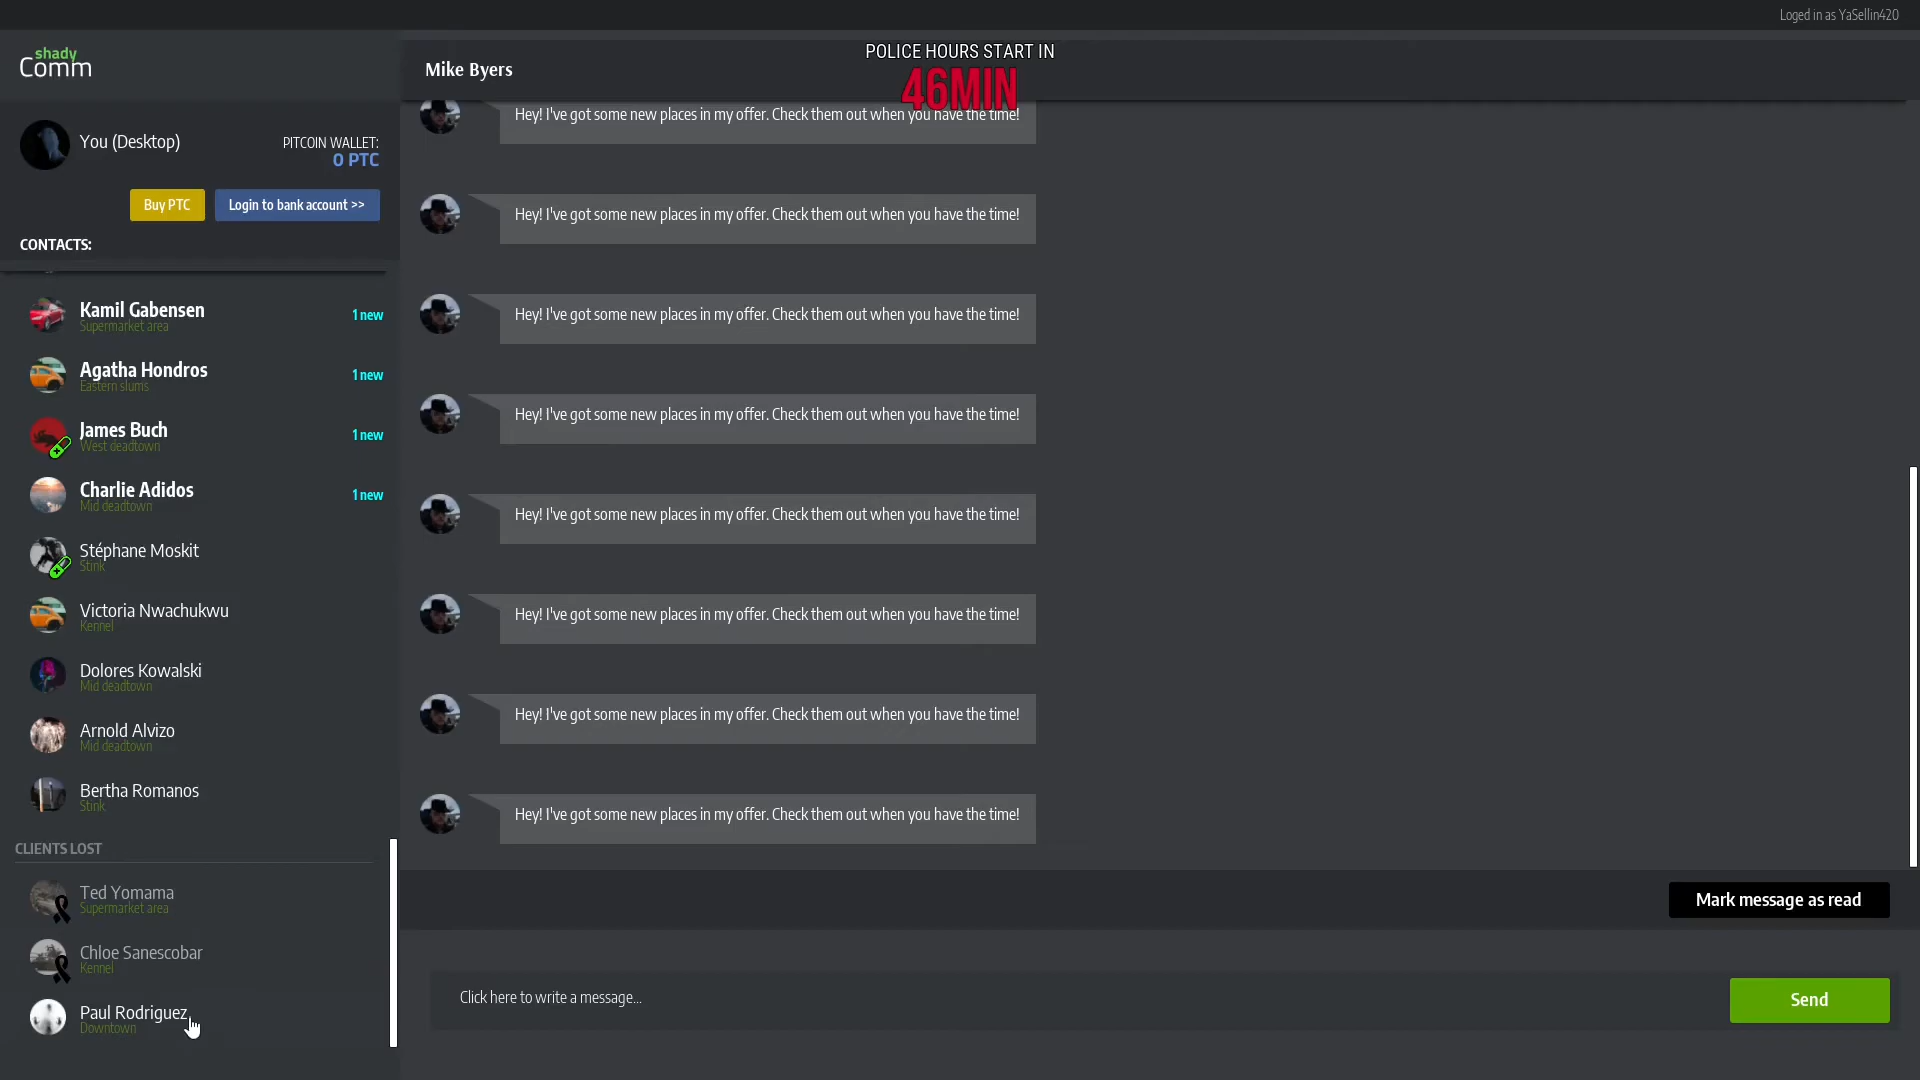 Loged in as YaSellin420
shady
Comm
Mike Byers
POLICE HOURS START IN
46MIN
You (Desktop)
PITCOIN WALLET:
0 PTC
Buy PTC
Login to bank account >>
CONTACTS:
Kamil Gabensen
Supermarket area
1 new
Agatha Hondros
Eastern slums
1 new
James Buch
West deadtown
1 new
Charlie Adidos
Mid deadtown
1 new
Stéphane Moskit
Stink
Victoria Nwachukwu
Kennel
Dolores Kowalski
Mid deadtown
Arnold Alvizo
Mid deadtown
Bertha Romanos
Stink
CLIENTS LOST
Ted Yomama
Supermarket area
Chloe Sanescobar
Kennel
Paul Rodriguez
Downtown
Hey! I've got some new places in my offer. Check them out when you have the time!
Hey! I've got some new places in my offer. Check them out when you have the time!
Hey! I've got some new places in my offer. Check them out when you have the time!
Hey! I've got some new places in my offer. Check them out when you have the time!
Hey! I've got some new places in my offer. Check them out when you have the time!
Hey! I've got some new places in my offer. Check them out when you have the time!
Hey! I've got some new places in my offer. Check them out when you have the time!
Hey! I've got some new places in my offer. Check them out when you have the time!
Mark message as read
Click here to write a message...
Send